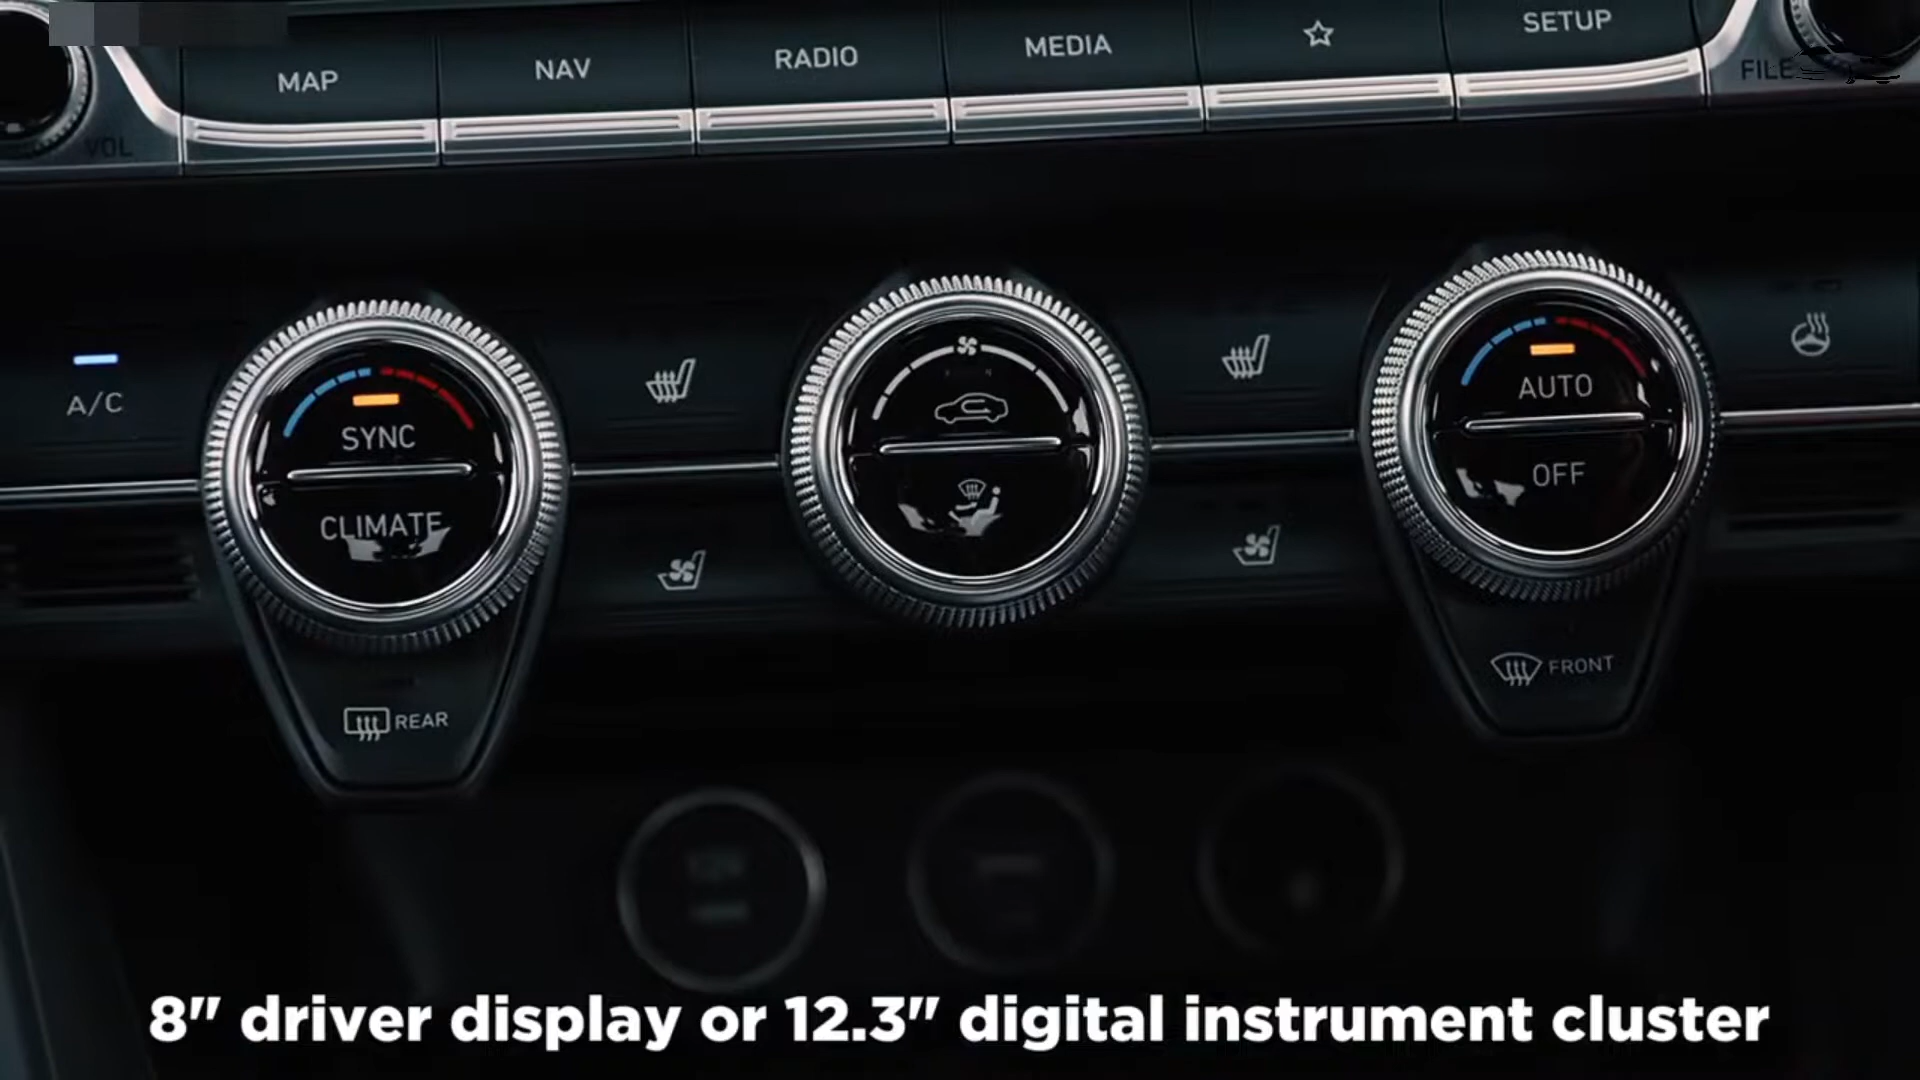 MAP NAV RADIO MEDIA SETUP
VOL
FILE
A/C
SYNC
CLIMATE
AUTO
OFF
REAR
FRONT
8" driver display or 12.3" digital instrument cluster